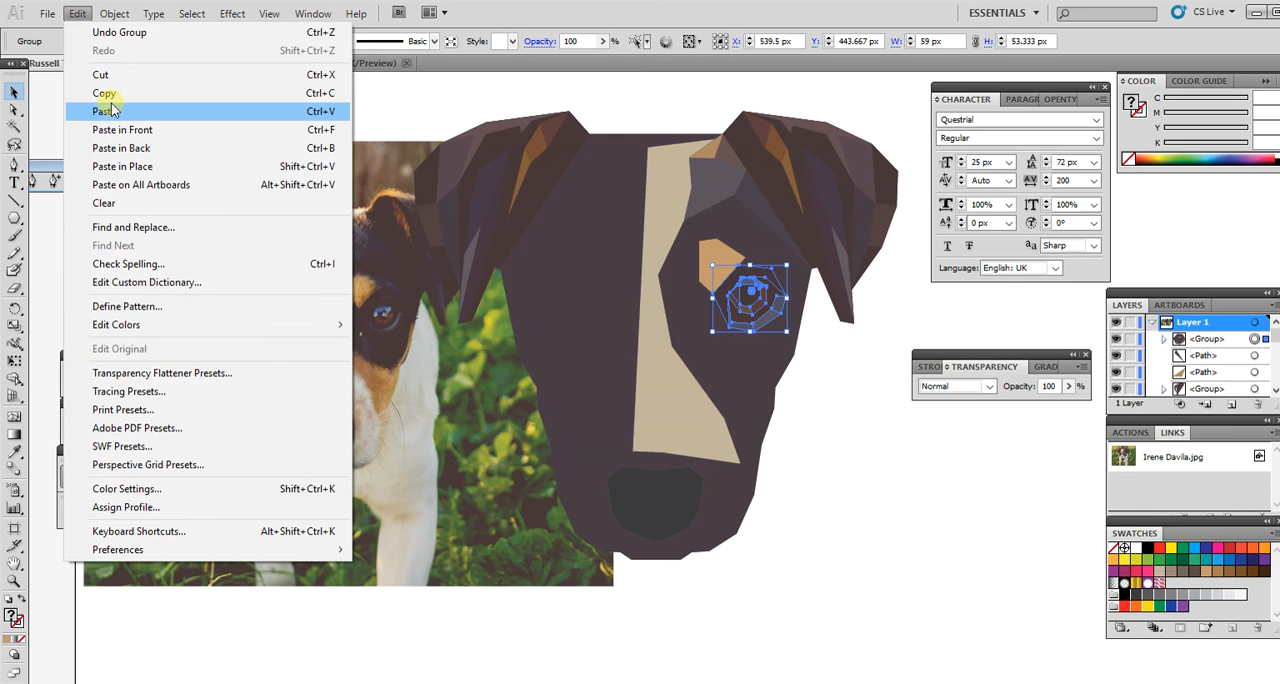 Ai File Edit Object Type Select Effect View Window Help Br ESSENTIALS CS Live
Group Basic Style: Opacity: 100 % X: 539.5 px Y: 443.667 px W: 59 px H: 53.333 px
Russell T /Preview)
Undo Group Ctrl+Z
Redo Shift+Ctrl+Z
Cut Ctrl+X
Copy Ctrl+C
Paste Ctrl+V
Paste in Front Ctrl+F
Paste in Back Ctrl+B
Paste in Place Shift+Ctrl+V
Paste on All Artboards Alt+Shift+Ctrl+V
Clear
Find and Replace...
Find Next
Check Spelling... Ctrl+I
Edit Custom Dictionary...
Define Pattern...
Edit Colors
Edit Original
Transparency Flattener Presets...
Tracing Presets...
Print Presets...
Adobe PDF Presets...
SWF Presets...
Perspective Grid Presets...
Color Settings... Shift+Ctrl+K
Assign Profile...
Keyboard Shortcuts... Alt+Shift+Ctrl+K
Preferences
CHARACTER PARAGR OPENTY
Questrial
Regular
25 px 72 px
Auto 200
100% 100%
0 px 0°
Sharp
Language: English: UK
STRO TRANSPARENCY GRAD
Normal Opacity: 100 %
COLOR COLOR GUIDE
C
M
Y
K
LAYERS ARTBOARDS
Layer 1
<Group>
<Path>
<Path>
<Group>
1 Layer
ACTIONS LINKS
Irene Davila.jpg
SWATCHES